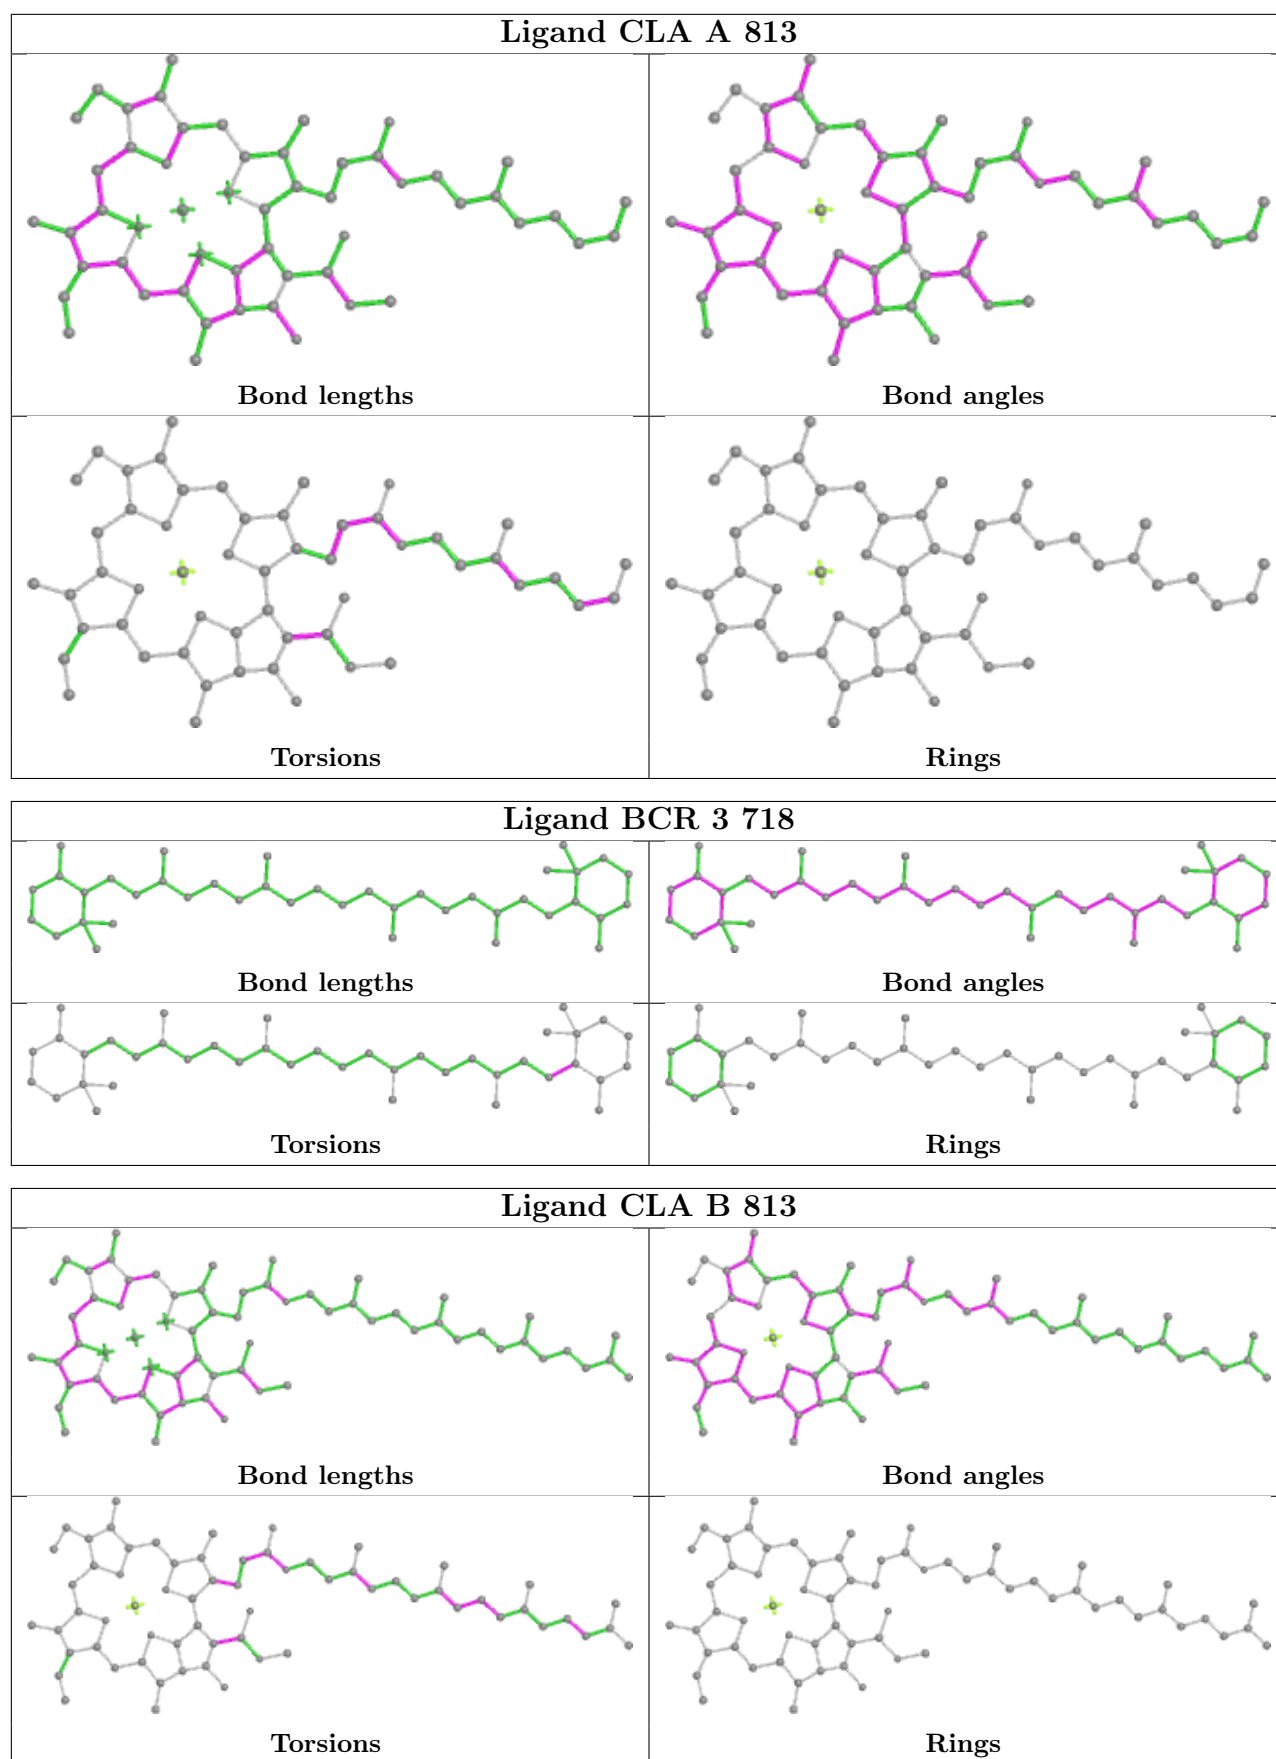 Ligand CLA A 813
Bond lengths
Bond angles
Torsions
Rings
Ligand BCR 3 718
Bond lengths
Bond angles
Torsions
Rings
Ligand CLA B 813
Bond lengths
Bond angles
Torsions
Rings